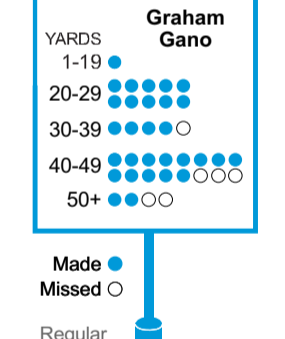 Graham
Gano
YARDS
1-19
20-29
30-39
40-49
50+
Made
Missed
Regular